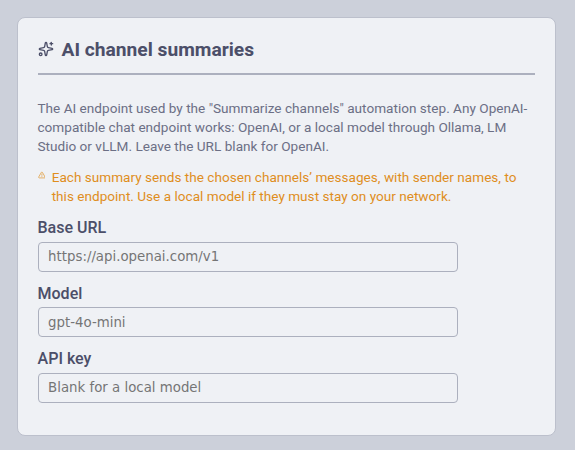 AI channel summaries
The AI endpoint used by the "Summarize channels" automation step. Any OpenAI-
compatible chat endpoint works: OpenAI, or a local model through Ollama, LM
Studio or vLLM. Leave the URL blank for OpenAI.
Each summary sends the chosen channels’ messages, with sender names, to
this endpoint. Use a local model if they must stay on your network.
Base URL
https://api.openai.com/v1
Model
gpt-4o-mini
API key
Blank for a local model